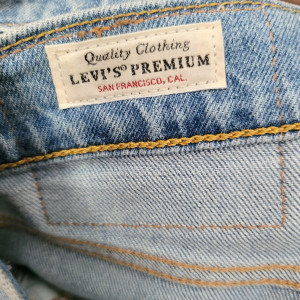 Quality Clothing
LEVI'S® PREMIUM
SAN FRANCISCO, CAL.